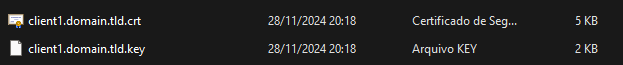 client1.domain.tld.crt 28/11/2024 20:18 Certificado de Seg... 5 KB
client1.domain.tld.key 28/11/2024 20:18 Arquivo KEY 2 KB